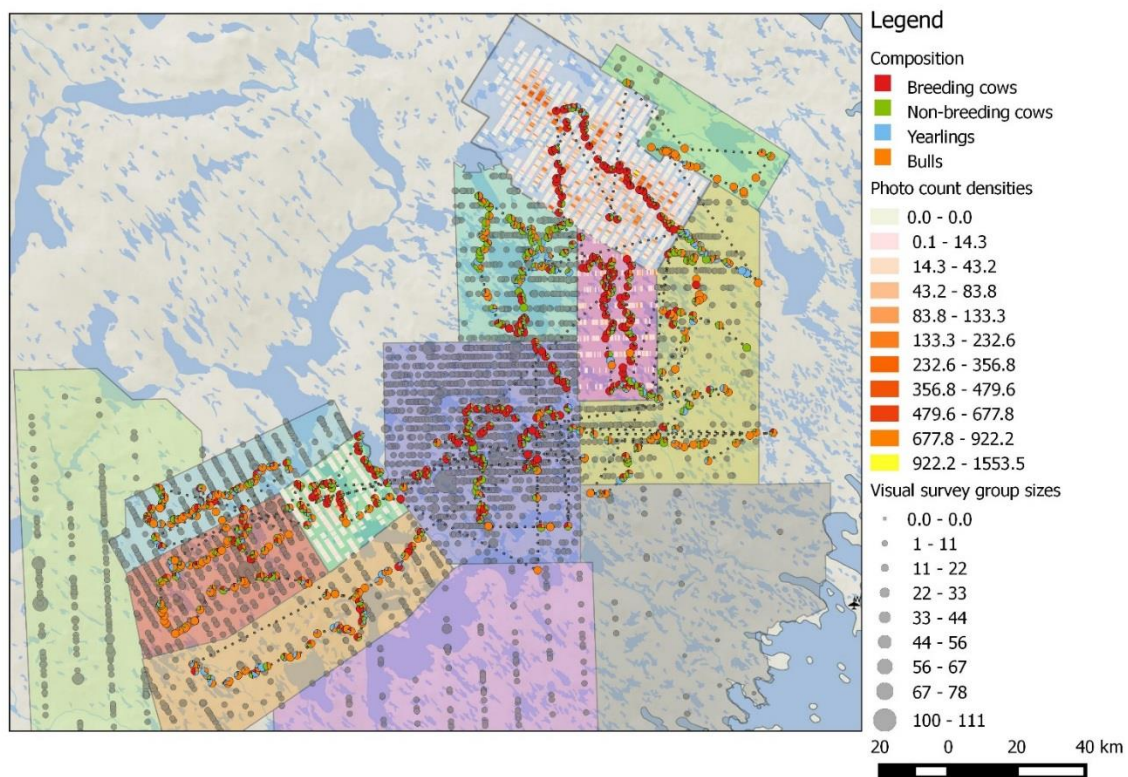 Legend
Composition
Breeding cows
Non-breeding cows
Yearlings
Bulls
Photo count densities
0.0 - 0.0
0.1 - 14.3
14.3 - 43.2
43.2 - 83.8
83.8 - 133.3
133.3 - 232.6
232.6 - 356.8
356.8 - 479.6
479.6 - 677.8
677.8 - 922.2
922.2 - 1553.5
Visual survey group sizes
0.0 - 0.0
1 - 11
11 - 22
22 - 33
33 - 44
44 - 56
56 - 67
67 - 78
100 - 111
20 0 20 40 km